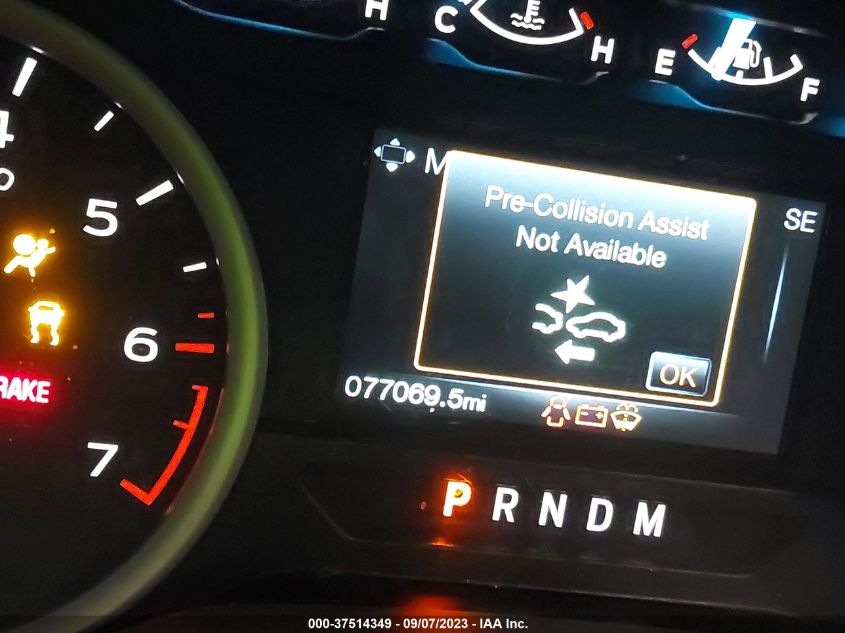 H
C
H
E
F
4
5
6
7
M
SE
Pre-Collision Assist
Not Available
OK
077069.5mi
P R N D M
000-37514349 - 09/07/2023 - IAA Inc.